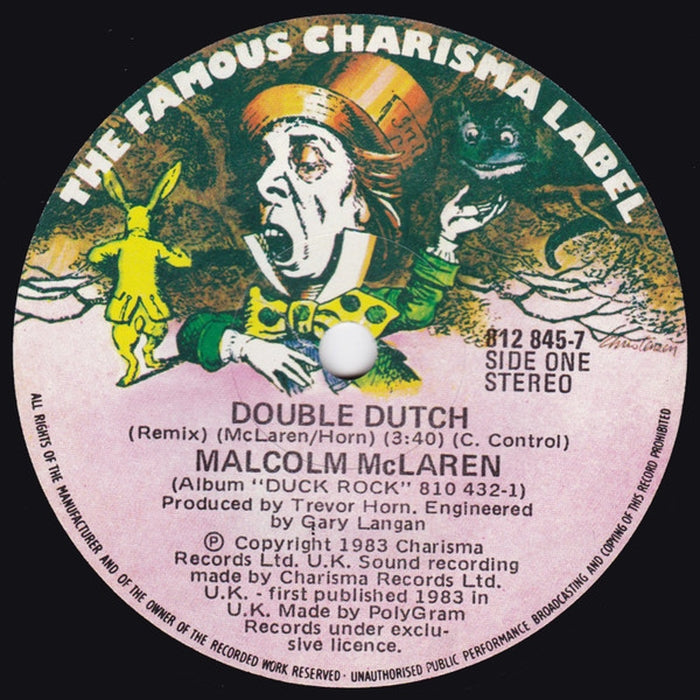 THE FAMOUS CHARISMA LABEL
812 845-7
SIDE ONE
STEREO
DOUBLE DUTCH
(Remix) (McLaren/Horn) (3:40) (C. Control)
MALCOLM McLAREN
(Album "DUCK ROCK" 810 432-1)
Produced by Trevor Horn. Engineered
by Gary Langan
℗ Copyright 1983 Charisma
Records Ltd. U.K. Sound recording
made by Charisma Records Ltd.
U.K. - first published 1983 in
U.K. Made by PolyGram
Records under exclu-
sive licence.
ALL RIGHTS OF THE MANUFACTURER AND OF THE OWNER OF THE RECORDED WORK RESERVED · UNAUTHORISED PUBLIC PERFORMANCE BROADCASTING AND COPYING OF THIS RECORD PROHIBITED